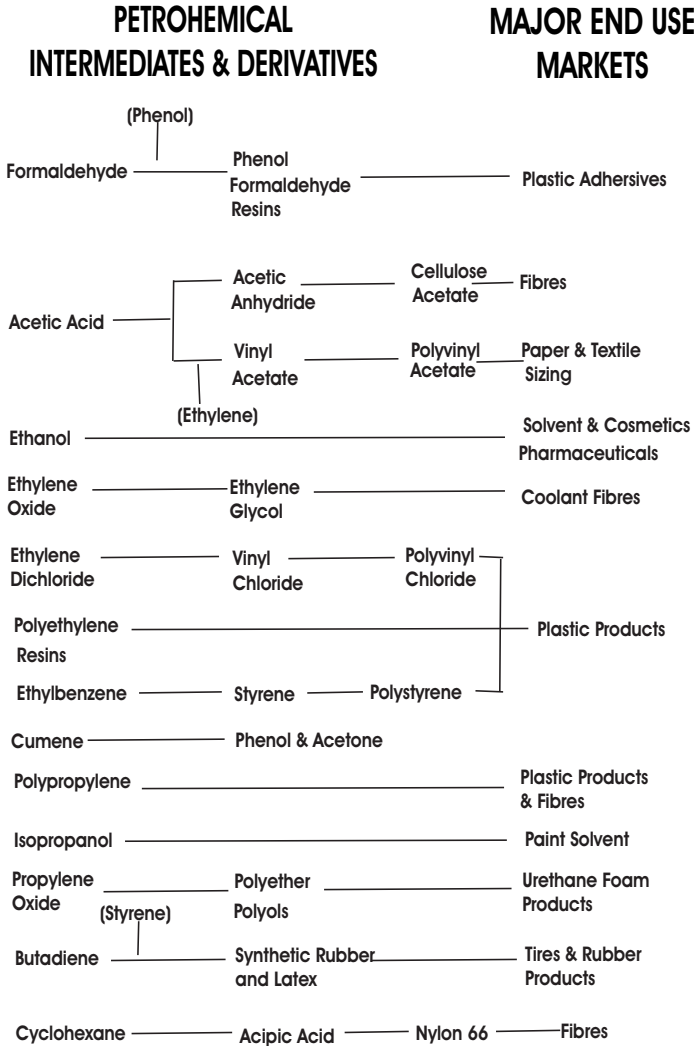 PETROHEMICAL
INTERMEDIATES & DERIVATIVES
MAJOR END USE
MARKETS
(Phenol)
Formaldehyde
Phenol
Formaldehyde
Resins
Plastic Adhersives
Acetic Acid
Acetic
Anhydride
Cellulose
Acetate
Fibres
Vinyl
Acetate
Polyvinyl
Acetate
Paper & Textile
Sizing
(Ethylene)
Ethanol
Solvent & Cosmetics
Pharmaceuticals
Ethylene
Oxide
Ethylene
Glycol
Coolant Fibres
Ethylene
Dichloride
Vinyl
Chloride
Polyvinyl
Chloride
Polyethylene
Resins
Plastic Products
Ethylbenzene
Styrene
Polystyrene
Cumene
Phenol & Acetone
Polypropylene
Plastic Products
& Fibres
Isopropanol
Paint Solvent
Propylene
Oxide
Polyether
Polyols
Urethane Foam
Products
(Styrene)
Butadiene
Synthetic Rubber
and Latex
Tires & Rubber
Products
Cyclohexane
Acipic Acid
Nylon 66
Fibres